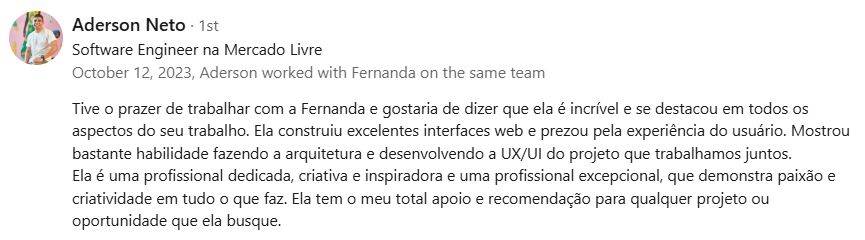 Aderson Neto · 1st
Software Engineer na Mercado Livre
October 12, 2023, Aderson worked with Fernanda on the same team
Tive o prazer de trabalhar com a Fernanda e gostaria de dizer que ela é incrível e se destacou em todos os
aspectos do seu trabalho. Ela construiu excelentes interfaces web e prezou pela experiência do usuário. Mostrou
bastante habilidade fazendo a arquitetura e desenvolvendo a UX/UI do projeto que trabalhamos juntos.
Ela é uma profissional dedicada, criativa e inspiradora e uma profissional excepcional, que demonstra paixão e
criatividade em tudo o que faz. Ela tem o meu total apoio e recomendação para qualquer projeto ou
oportunidade que ela busque.